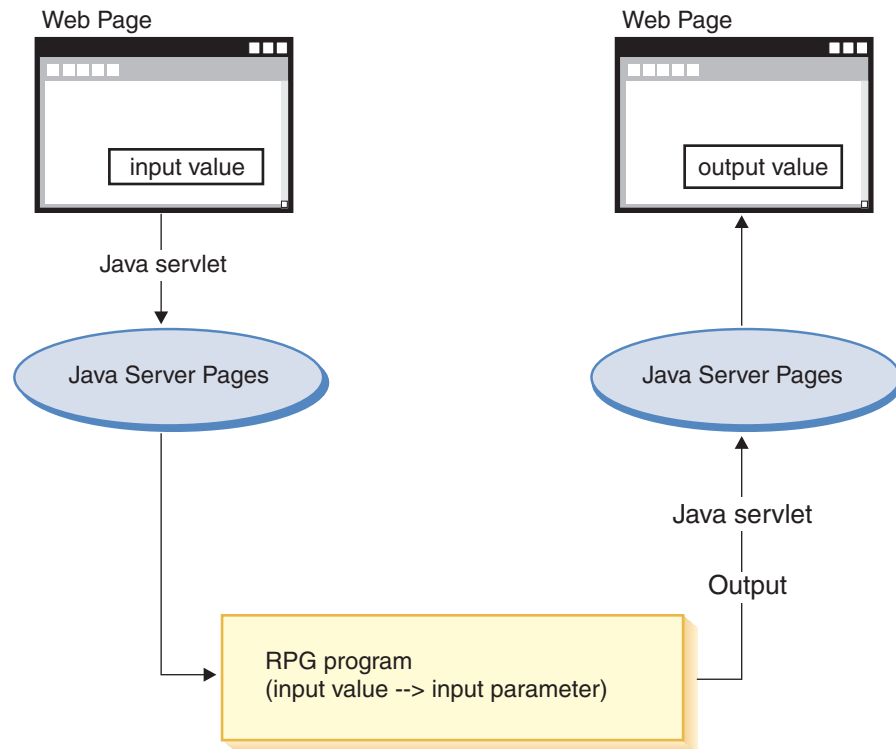 Web Page
input value
Java servlet
Java Server Pages
RPG program
(input value --> input parameter)
Output
Java servlet
Java Server Pages
output value
Web Page